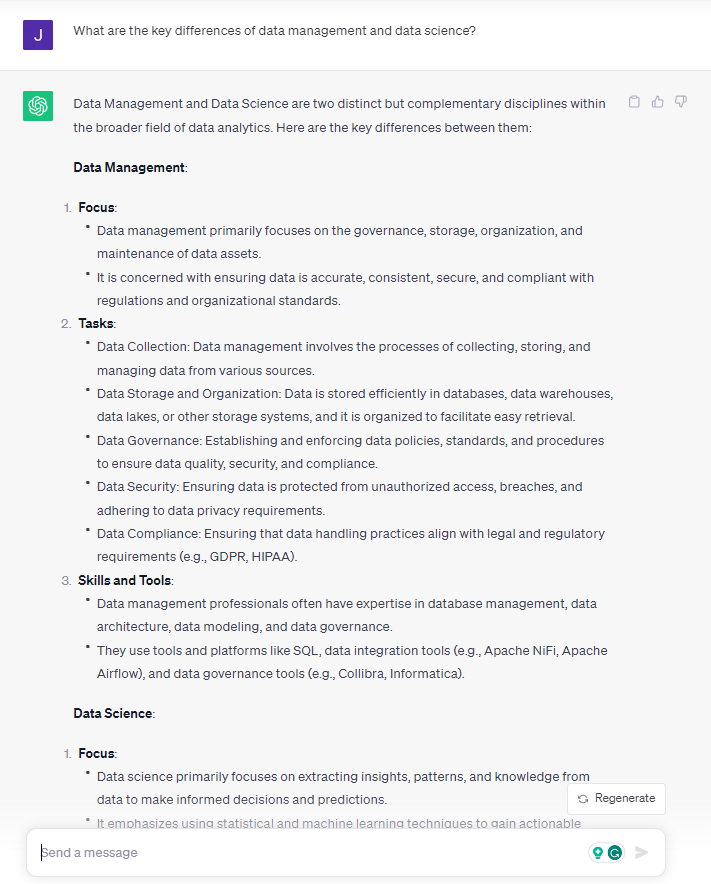 J
What are the key differences of data management and data science?
Data Management and Data Science are two distinct but complementary disciplines within
the broader field of data analytics. Here are the key differences between them:
Data Management:
1. Focus:
• Data management primarily focuses on the governance, storage, organization, and
maintenance of data assets.
• It is concerned with ensuring data is accurate, consistent, secure, and compliant with
regulations and organizational standards.
2. Tasks:
• Data Collection: Data management involves the processes of collecting, storing, and
managing data from various sources.
• Data Storage and Organization: Data is stored efficiently in databases, data warehouses,
data lakes, or other storage systems, and it is organized to facilitate easy retrieval.
• Data Governance: Establishing and enforcing data policies, standards, and procedures
to ensure data quality, security, and compliance.
• Data Security: Ensuring data is protected from unauthorized access, breaches, and
adhering to data privacy requirements.
• Data Compliance: Ensuring that data handling practices align with legal and regulatory
requirements (e.g., GDPR, HIPAA).
3. Skills and Tools:
• Data management professionals often have expertise in database management, data
architecture, data modeling, and data governance.
• They use tools and platforms like SQL, data integration tools (e.g., Apache NiFi, Apache
Airflow), and data governance tools (e.g., Collibra, Informatica).
Data Science:
1. Focus:
• Data science primarily focuses on extracting insights, patterns, and knowledge from
data to make informed decisions and predictions.
Regenerate
• It emphasizes using statistical and machine learning techniques to gain actionable
Send a message